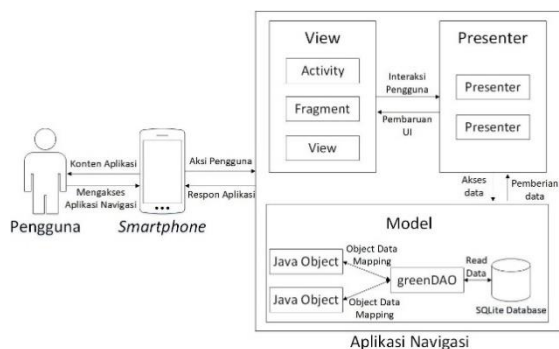 View
Activity
Fragment
View
Interaksi
Pengguna
Pembaruan
UI
Presenter
Presenter
Presenter
Konten Aplikasi
Mengakses
Aplikasi Navigasi
Pengguna
Smartphone
Aksi Pengguna
Respon Aplikasi
Akses
data
Pemberian
data
Model
Java Object
Java Object
Object Data
Mapping
Object Data
Mapping
greenDAO
Read
Data
SQLite Database
Aplikasi Navigasi